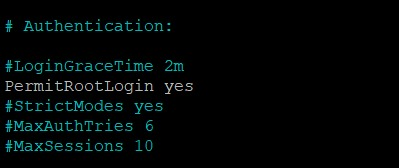 # Authentication:
#LoginGraceTime 2m
PermitRootLogin yes
#StrictModes yes
#MaxAuthTries 6
#MaxSessions 10